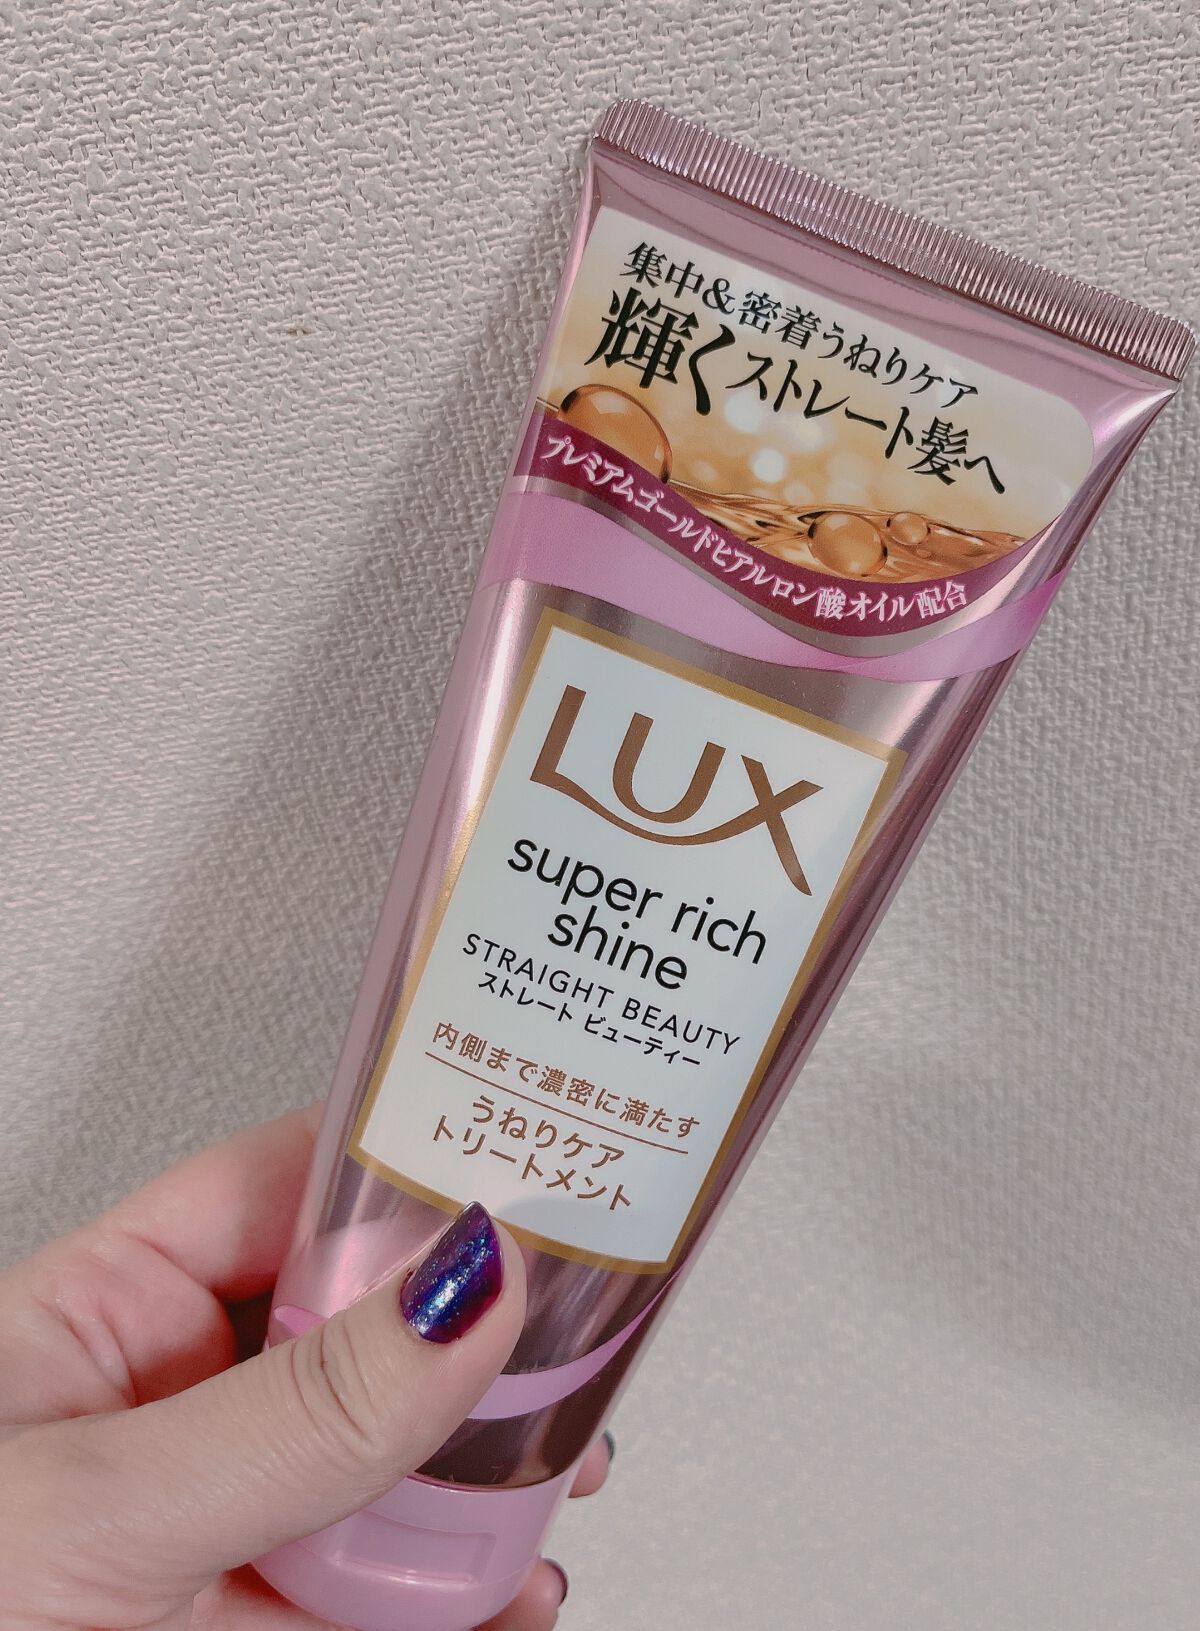 集中&密着うねりケア
輝くストレート髪へ
プレミアムゴールドヒアルロン酸オイル配合
LUX
super rich
shine
STRAIGHT BEAUTY
ストレート ビューティー
内側まで濃密に満たす
うねりケア
トリートメント